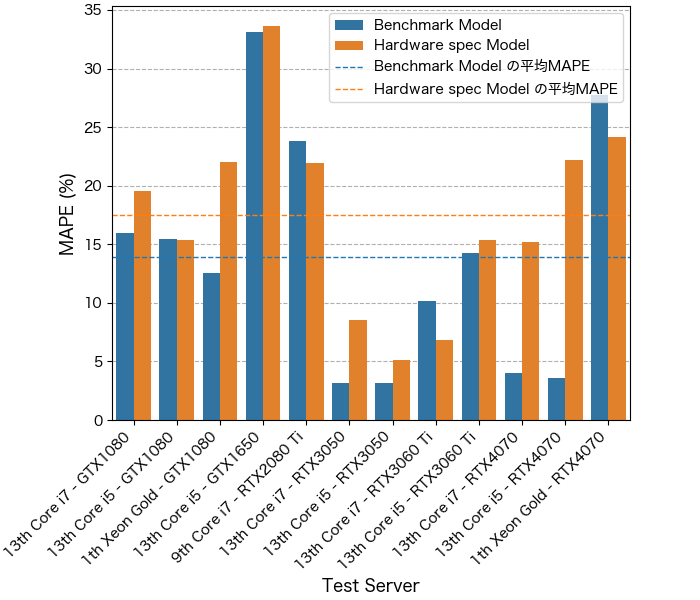 Benchmark Model
Hardware spec Model
Benchmark Model の平均MAPE
Hardware spec Model の平均MAPE
MAPE (%)
35
30
25
20
15
10
5
0
13th Core i7 - GTX1080
13th Core i5 - GTX1080
1th Xeon Gold - GTX1080
13th Core i5 - GTX1650
9th Core i7 - RTX2080 Ti
13th Core i7 - RTX3050
13th Core i5 - RTX3050
13th Core i7 - RTX3060 Ti
13th Core i5 - RTX3060 Ti
13th Core i7 - RTX4070
13th Core i5 - RTX4070
1th Xeon Gold - RTX4070
Test Server